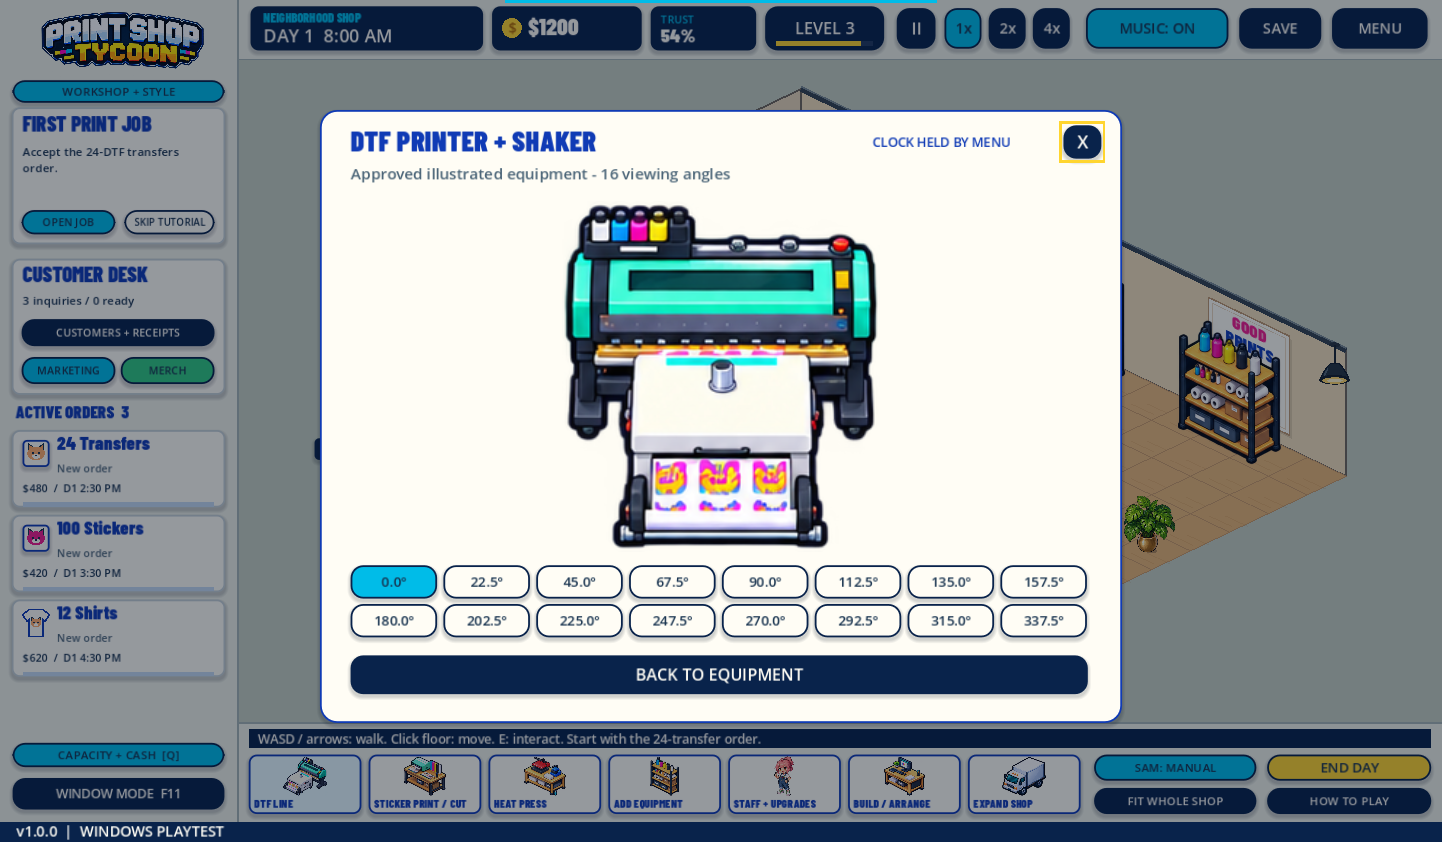 PRINT SHOP
TYCOON
NEIGHBORHOOD SHOP
DAY 1 8:00 AM
$ $1200
TRUST
54%
LEVEL 3
II
1x
2x
4x
MUSIC: ON
SAVE
MENU
WORKSHOP + STYLE
FIRST PRINT JOB
Accept the 24-DTF transfers
order.
OPEN JOB
SKIP TUTORIAL
CUSTOMER DESK
3 inquiries / 0 ready
CUSTOMERS + RECEIPTS
MARKETING
MERCH
ACTIVE ORDERS 3
24 Transfers
New order
$480 / D1 2:30 PM
100 Stickers
New order
$420 / D1 3:30 PM
12 Shirts
New order
$620 / D1 4:30 PM
CAPACITY + CASH [Q]
WINDOW MODE F11
DTF PRINTER + SHAKER
CLOCK HELD BY MENU
X
Approved illustrated equipment - 16 viewing angles
0.0°
22.5°
45.0°
67.5°
90.0°
112.5°
135.0°
157.5°
180.0°
202.5°
225.0°
247.5°
270.0°
292.5°
315.0°
337.5°
BACK TO EQUIPMENT
GOOD
PRINTS
WASD / arrows: walk. Click floor: move. E: interact. Start with the 24-transfer order.
DTF LINE
STICKER PRINT / CUT
HEAT PRESS
ADD EQUIPMENT
STAFF + UPGRADES
BUILD / ARRANGE
EXPAND SHOP
SAM: MANUAL
END DAY
FIT WHOLE SHOP
HOW TO PLAY
v1.0.0 | WINDOWS PLAYTEST